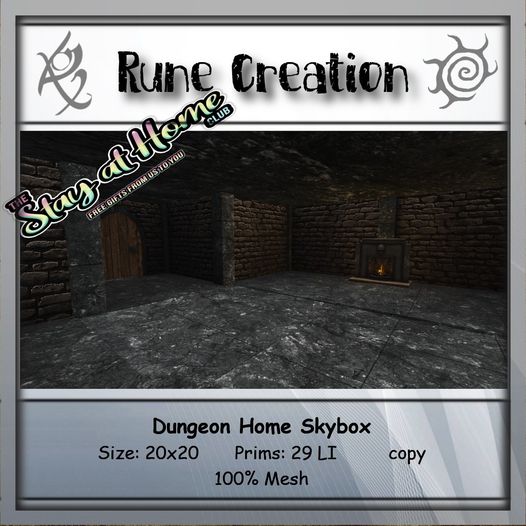 Rune Creation
THE
Stay at Home
CLUB
FREE GIFTS FROM US TO YOU
Dungeon Home Skybox
Size: 20x20 Prims: 29 LI copy
100% Mesh